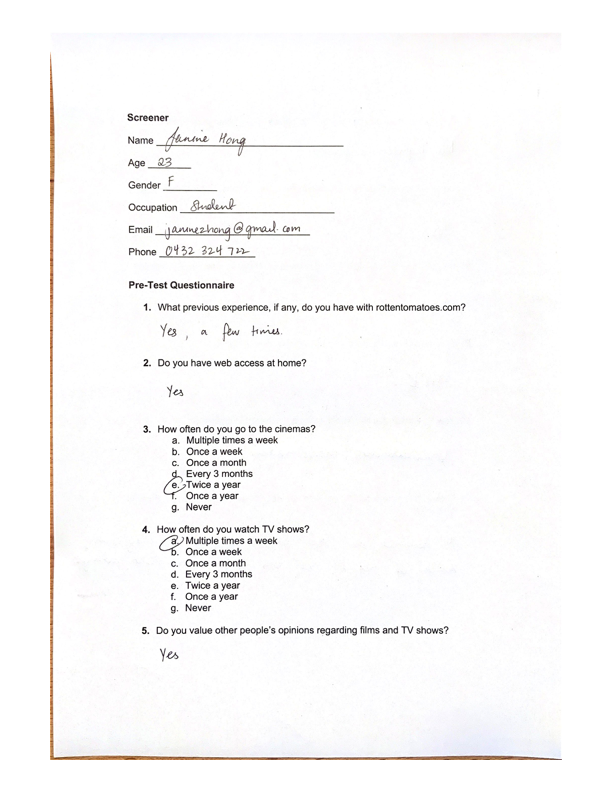 Screener
Name Janine Hong
Age 23
Gender F
Occupation Student
Email janinezhong@gmail.com
Phone 0432 324 722
Pre-Test Questionnaire
1. What previous experience, if any, do you have with rottentomatoes.com?
Yes, a few times.
2. Do you have web access at home?
Yes
3. How often do you go to the cinemas?
a. Multiple times a week
b. Once a week
c. Once a month
d. Every 3 months
e. Twice a year
f. Once a year
g. Never
4. How often do you watch TV shows?
a. Multiple times a week
b. Once a week
c. Once a month
d. Every 3 months
e. Twice a year
f. Once a year
g. Never
5. Do you value other people's opinions regarding films and TV shows?
Yes